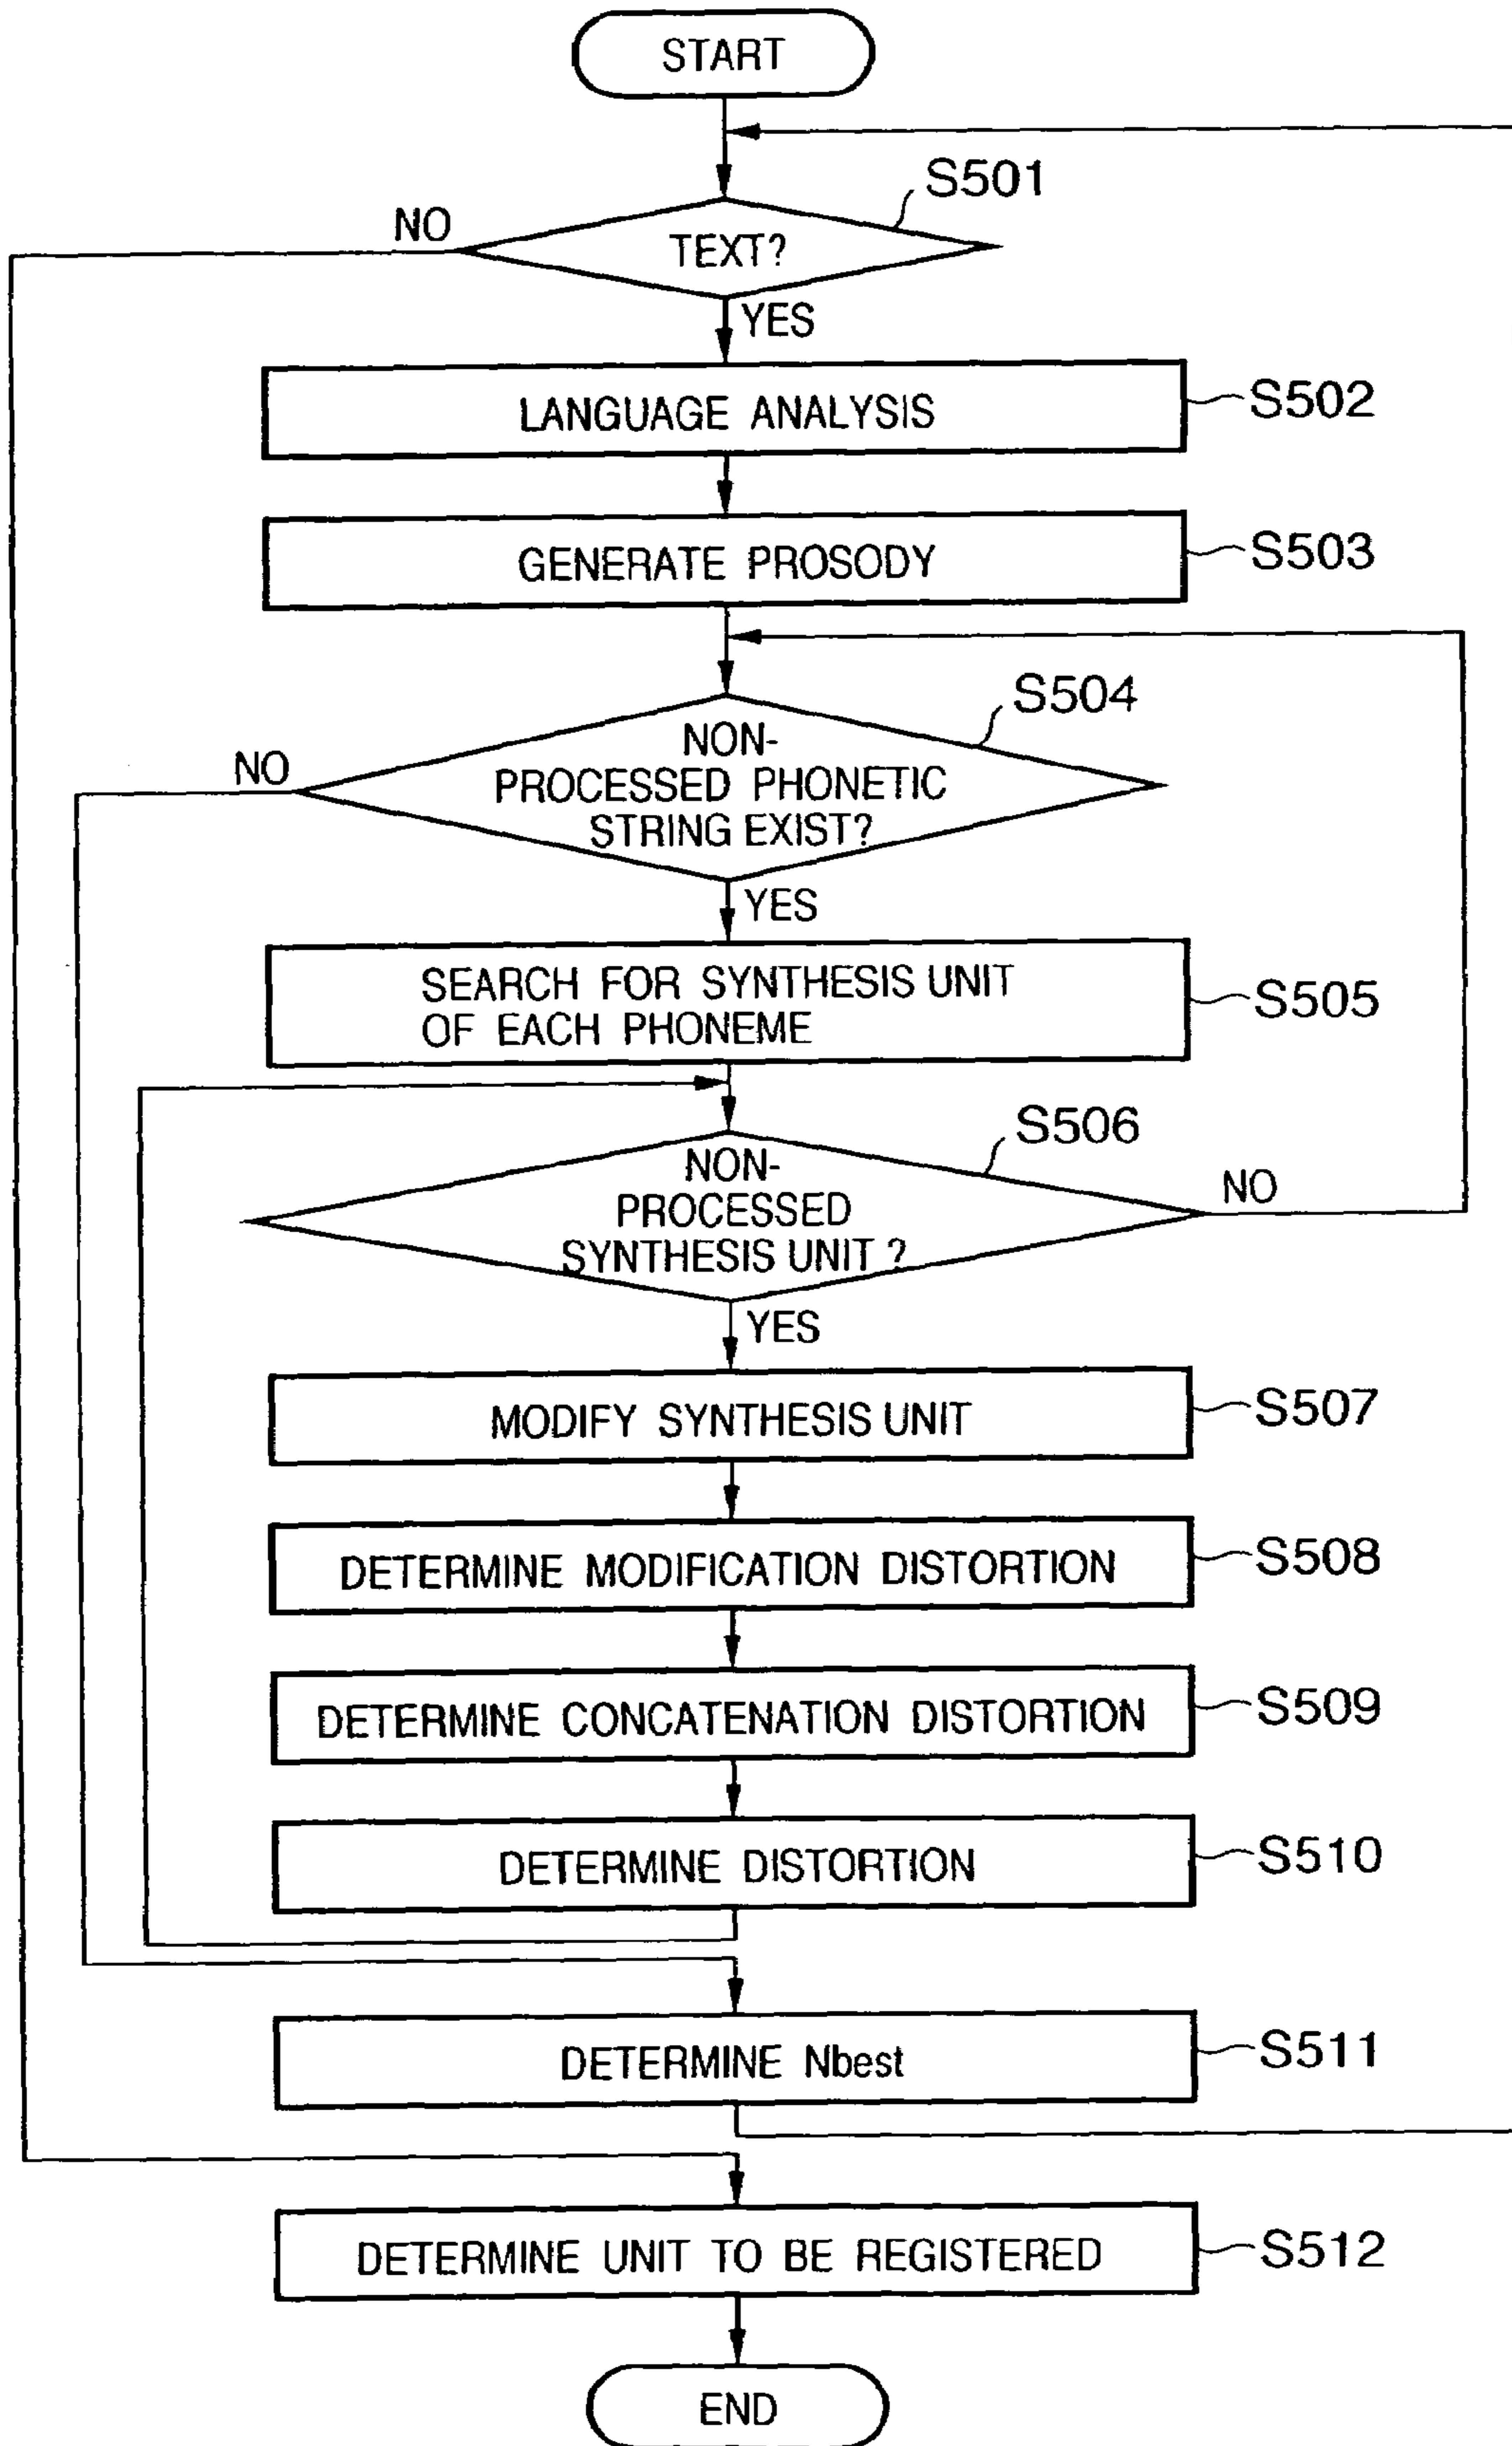 START
S501
NO
TEXT?
YES
LANGUAGE ANALYSIS
S502
GENERATE PROSODY
S503
S504
NO
NON-
PROCESSED PHONETIC
STRING EXIST?
YES
SEARCH FOR SYNTHESIS UNIT
OF EACH PHONEME
S505
S506
NON-
PROCESSED
SYNTHESIS UNIT ?
NO
YES
MODIFY SYNTHESIS UNIT
S507
DETERMINE MODIFICATION DISTORTION
S508
DETERMINE CONCATENATION DISTORTION
S509
DETERMINE DISTORTION
S510
DETERMINE Nbest
S511
DETERMINE UNIT TO BE REGISTERED
S512
END